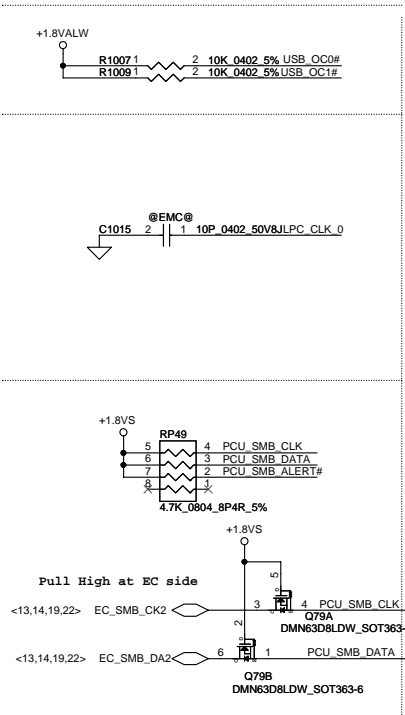 +1.8VALW
R1007 1 2 10K_0402_5% USB_OC0#
R1009 1 2 10K_0402_5% USB_OC1#
@EMC@
C1015 2 1 10P_0402_50V8J LPC_CLK_0
+1.8VS
RP49
5 4 PCU_SMB_CLK
6 3 PCU_SMB_DATA
7 2 PCU_SMB_ALERT#
8 1
4.7K_0804_8P4R_5%
+1.8VS
Pull High at EC side
5
<13,14,19,22> EC_SMB_CK2 3 4 PCU_SMB_CLK
Q79A
DMN63D8LDW_SOT363-
2
<13,14,19,22> EC_SMB_DA2 6 1 PCU_SMB_DATA
Q79B
DMN63D8LDW_SOT363-6